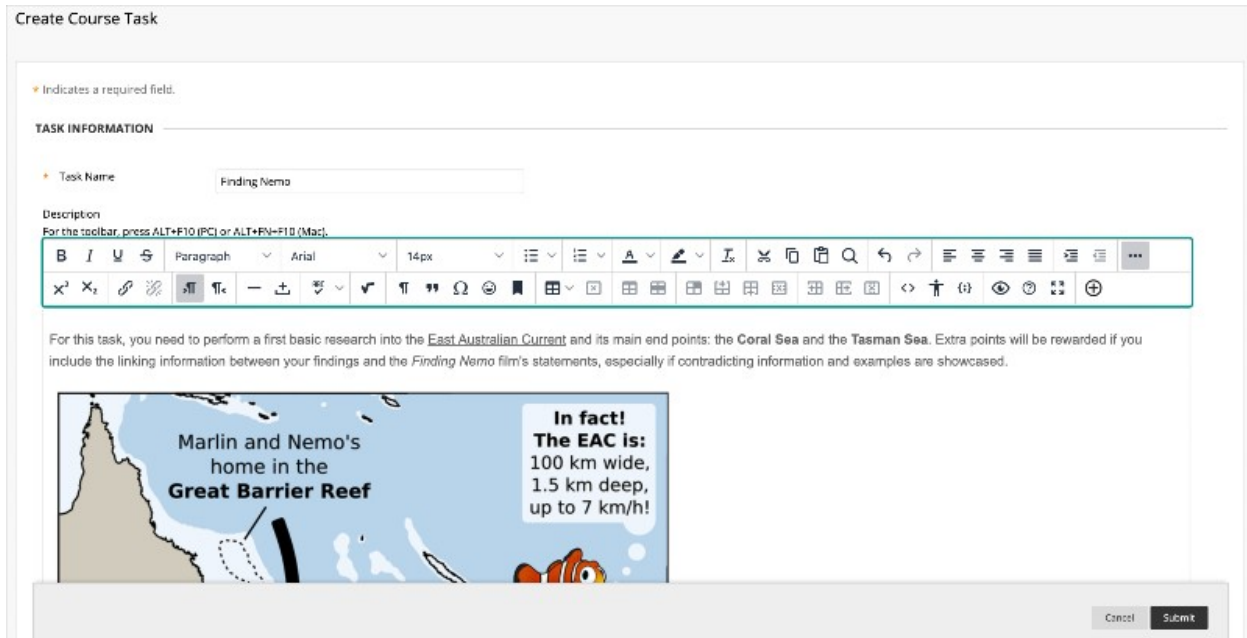 Create Course Task
* Indicates a required field.
TASK INFORMATION
* Task Name
Finding Nemo
Description
For the toolbar, press ALT+F10 (PC) or ALT+FN+F10 (Mac).
B I U S Paragraph Arial 14px
For this task, you need to perform a first basic research into the East Australian Current and its main end points: the Coral Sea and the Tasman Sea. Extra points will be rewarded if you
include the linking information between your findings and the Finding Nemo film's statements, especially if contradicting information and examples are showcased.
Marlin and Nemo's
home in the
Great Barrier Reef
In fact!
The EAC is:
100 km wide,
1.5 km deep,
up to 7 km/h!
Cancel Submit